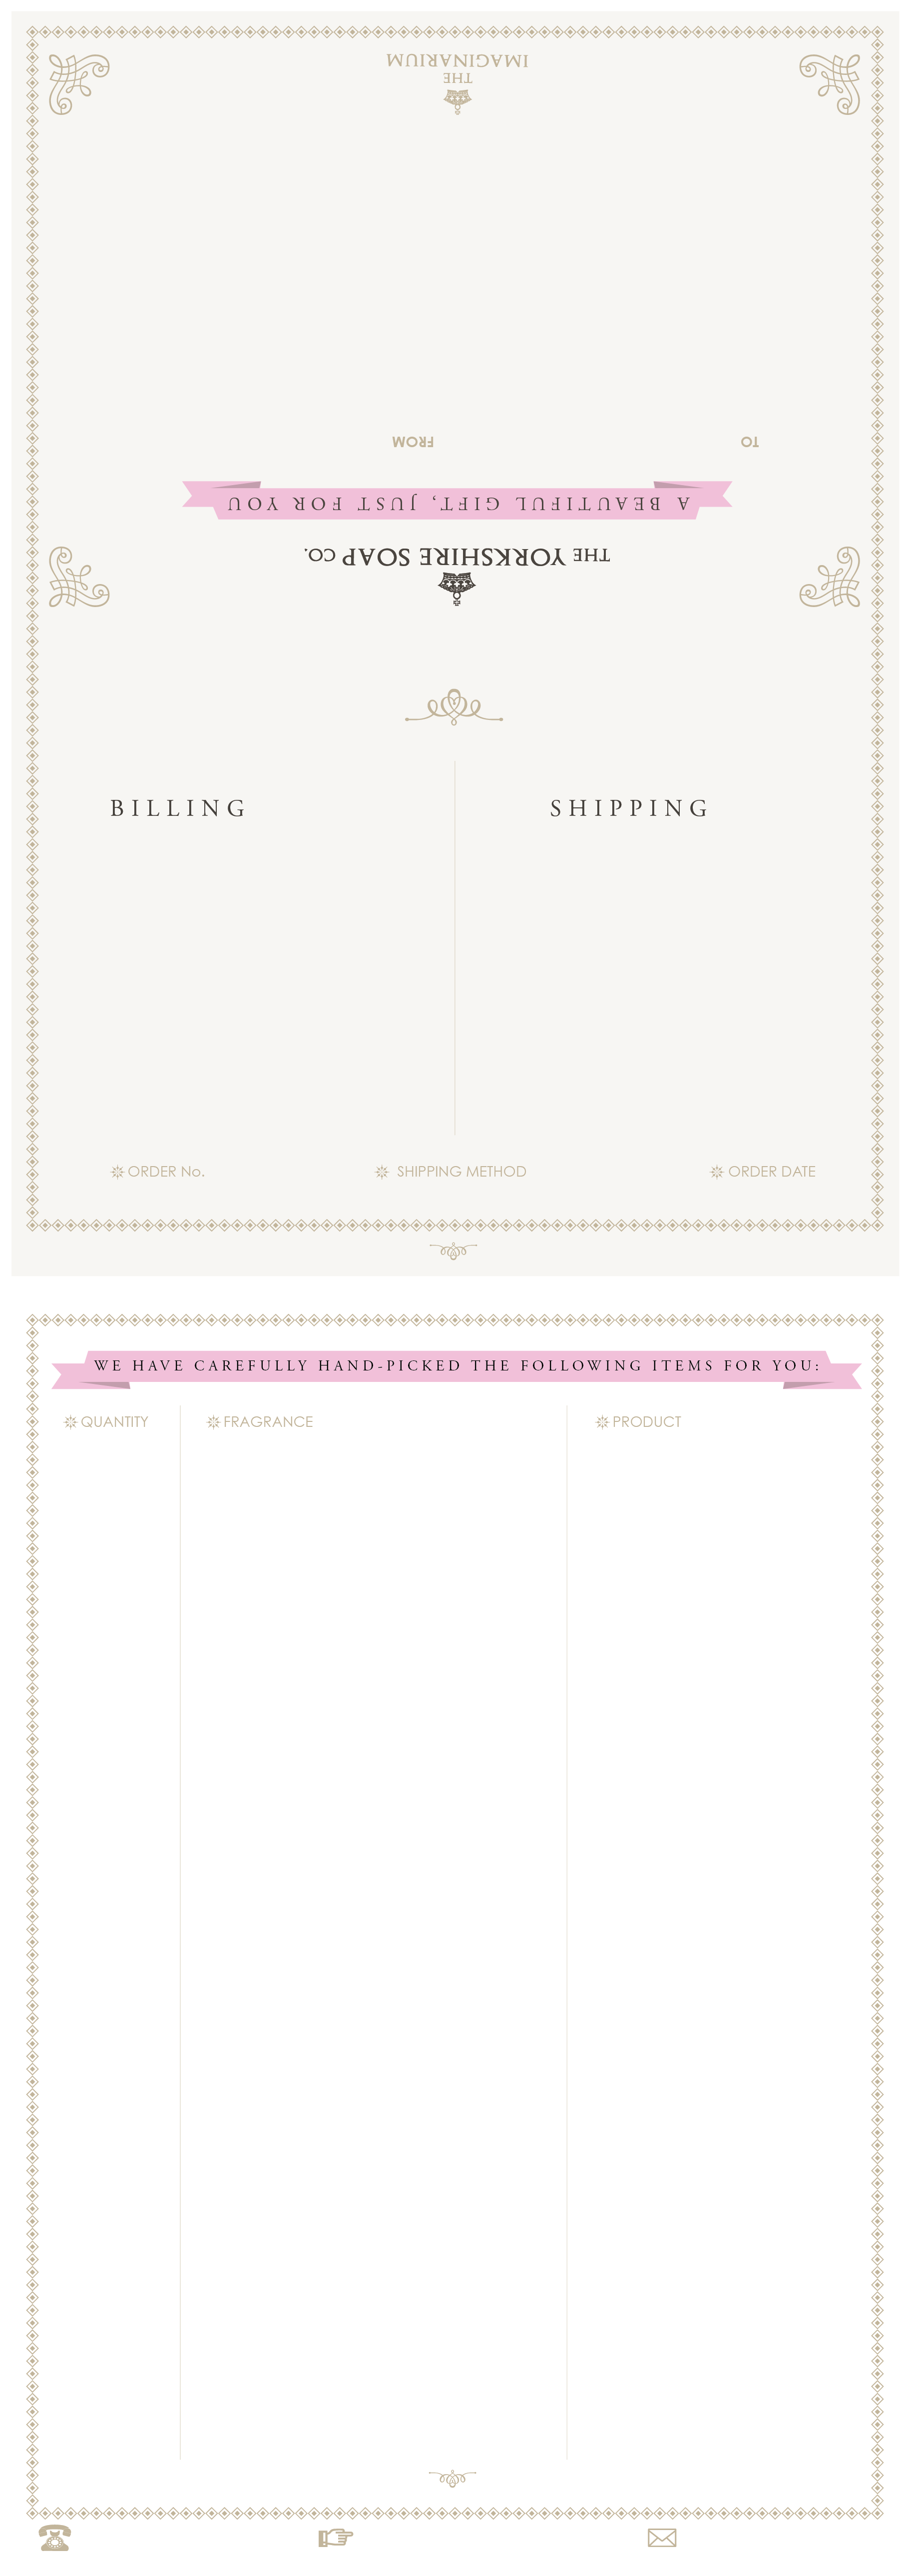 THE
IMAGINARIUM
TO
FROM
A BEAUTIFUL GIFT, JUST FOR YOU
THE YORKSHIRE SOAP CO.
BILLING
SHIPPING
ORDER No.
SHIPPING METHOD
ORDER DATE
WE HAVE CAREFULLY HAND-PICKED THE FOLLOWING ITEMS FOR YOU:
QUANTITY
FRAGRANCE
PRODUCT